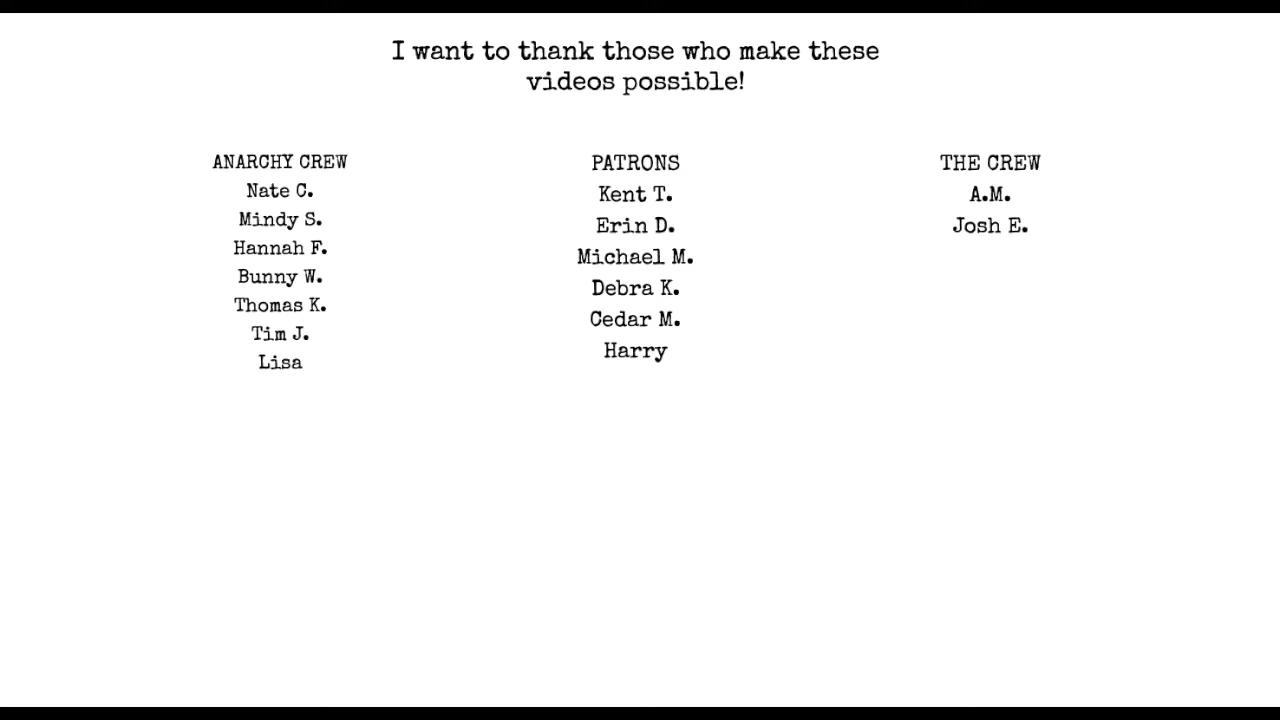 I want to thank those who make these
videos possible!
ANARCHY CREW
Nate C.
Mindy S.
Hannah F.
Bunny W.
Thomas K.
Tim J.
Lisa
PATRONS
Kent T.
Erin D.
Michael M.
Debra K.
Cedar M.
Harry
THE CREW
A.M.
Josh E.